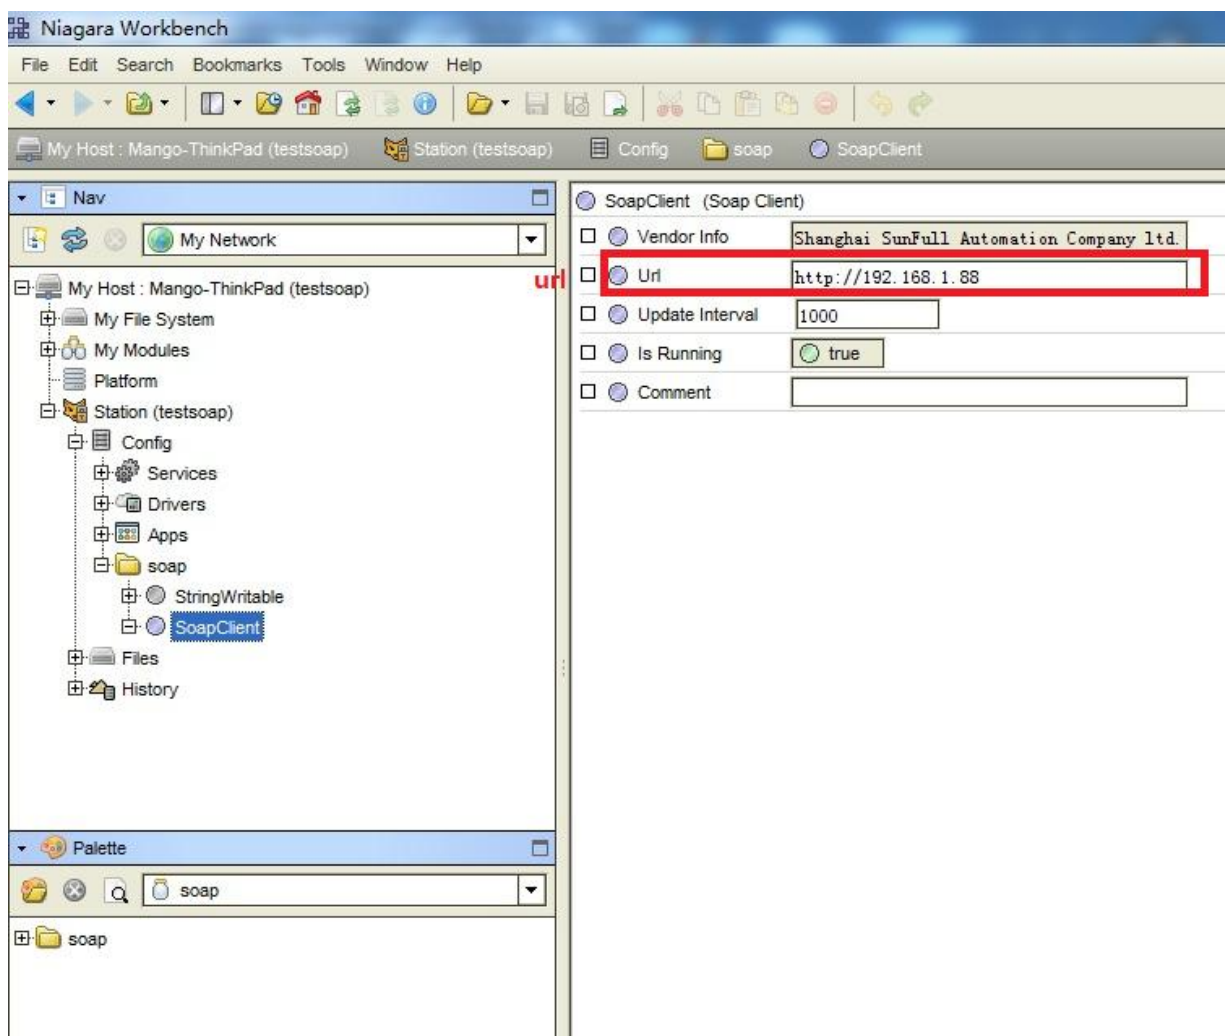 Niagara Workbench
File Edit Search Bookmarks Tools Window Help
My Host : Mango-ThinkPad (testsoap) Station (testsoap) Config soap SoapClient
Nav
My Network
My Host : Mango-ThinkPad (testsoap)
My File System
My Modules
Platform
Station (testsoap)
Config
Services
Drivers
Apps
soap
StringWritable
SoapClient
Files
History
Palette
soap
soap
SoapClient (Soap Client)
Vendor Info Shanghai SunFull Automation Company ltd.
url Url http://192.168.1.88
Update Interval 1000
Is Running true
Comment